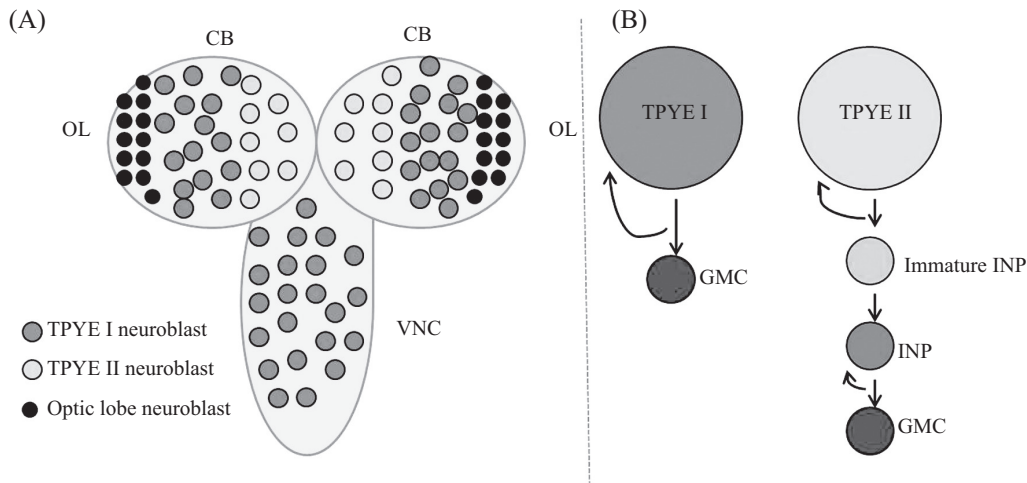 (A)
CB
CB
OL
OL
VNC
TPYE I neuroblast
TPYE II neuroblast
Optic lobe neuroblast
(B)
TPYE I
GMC
TPYE II
Immature INP
INP
GMC